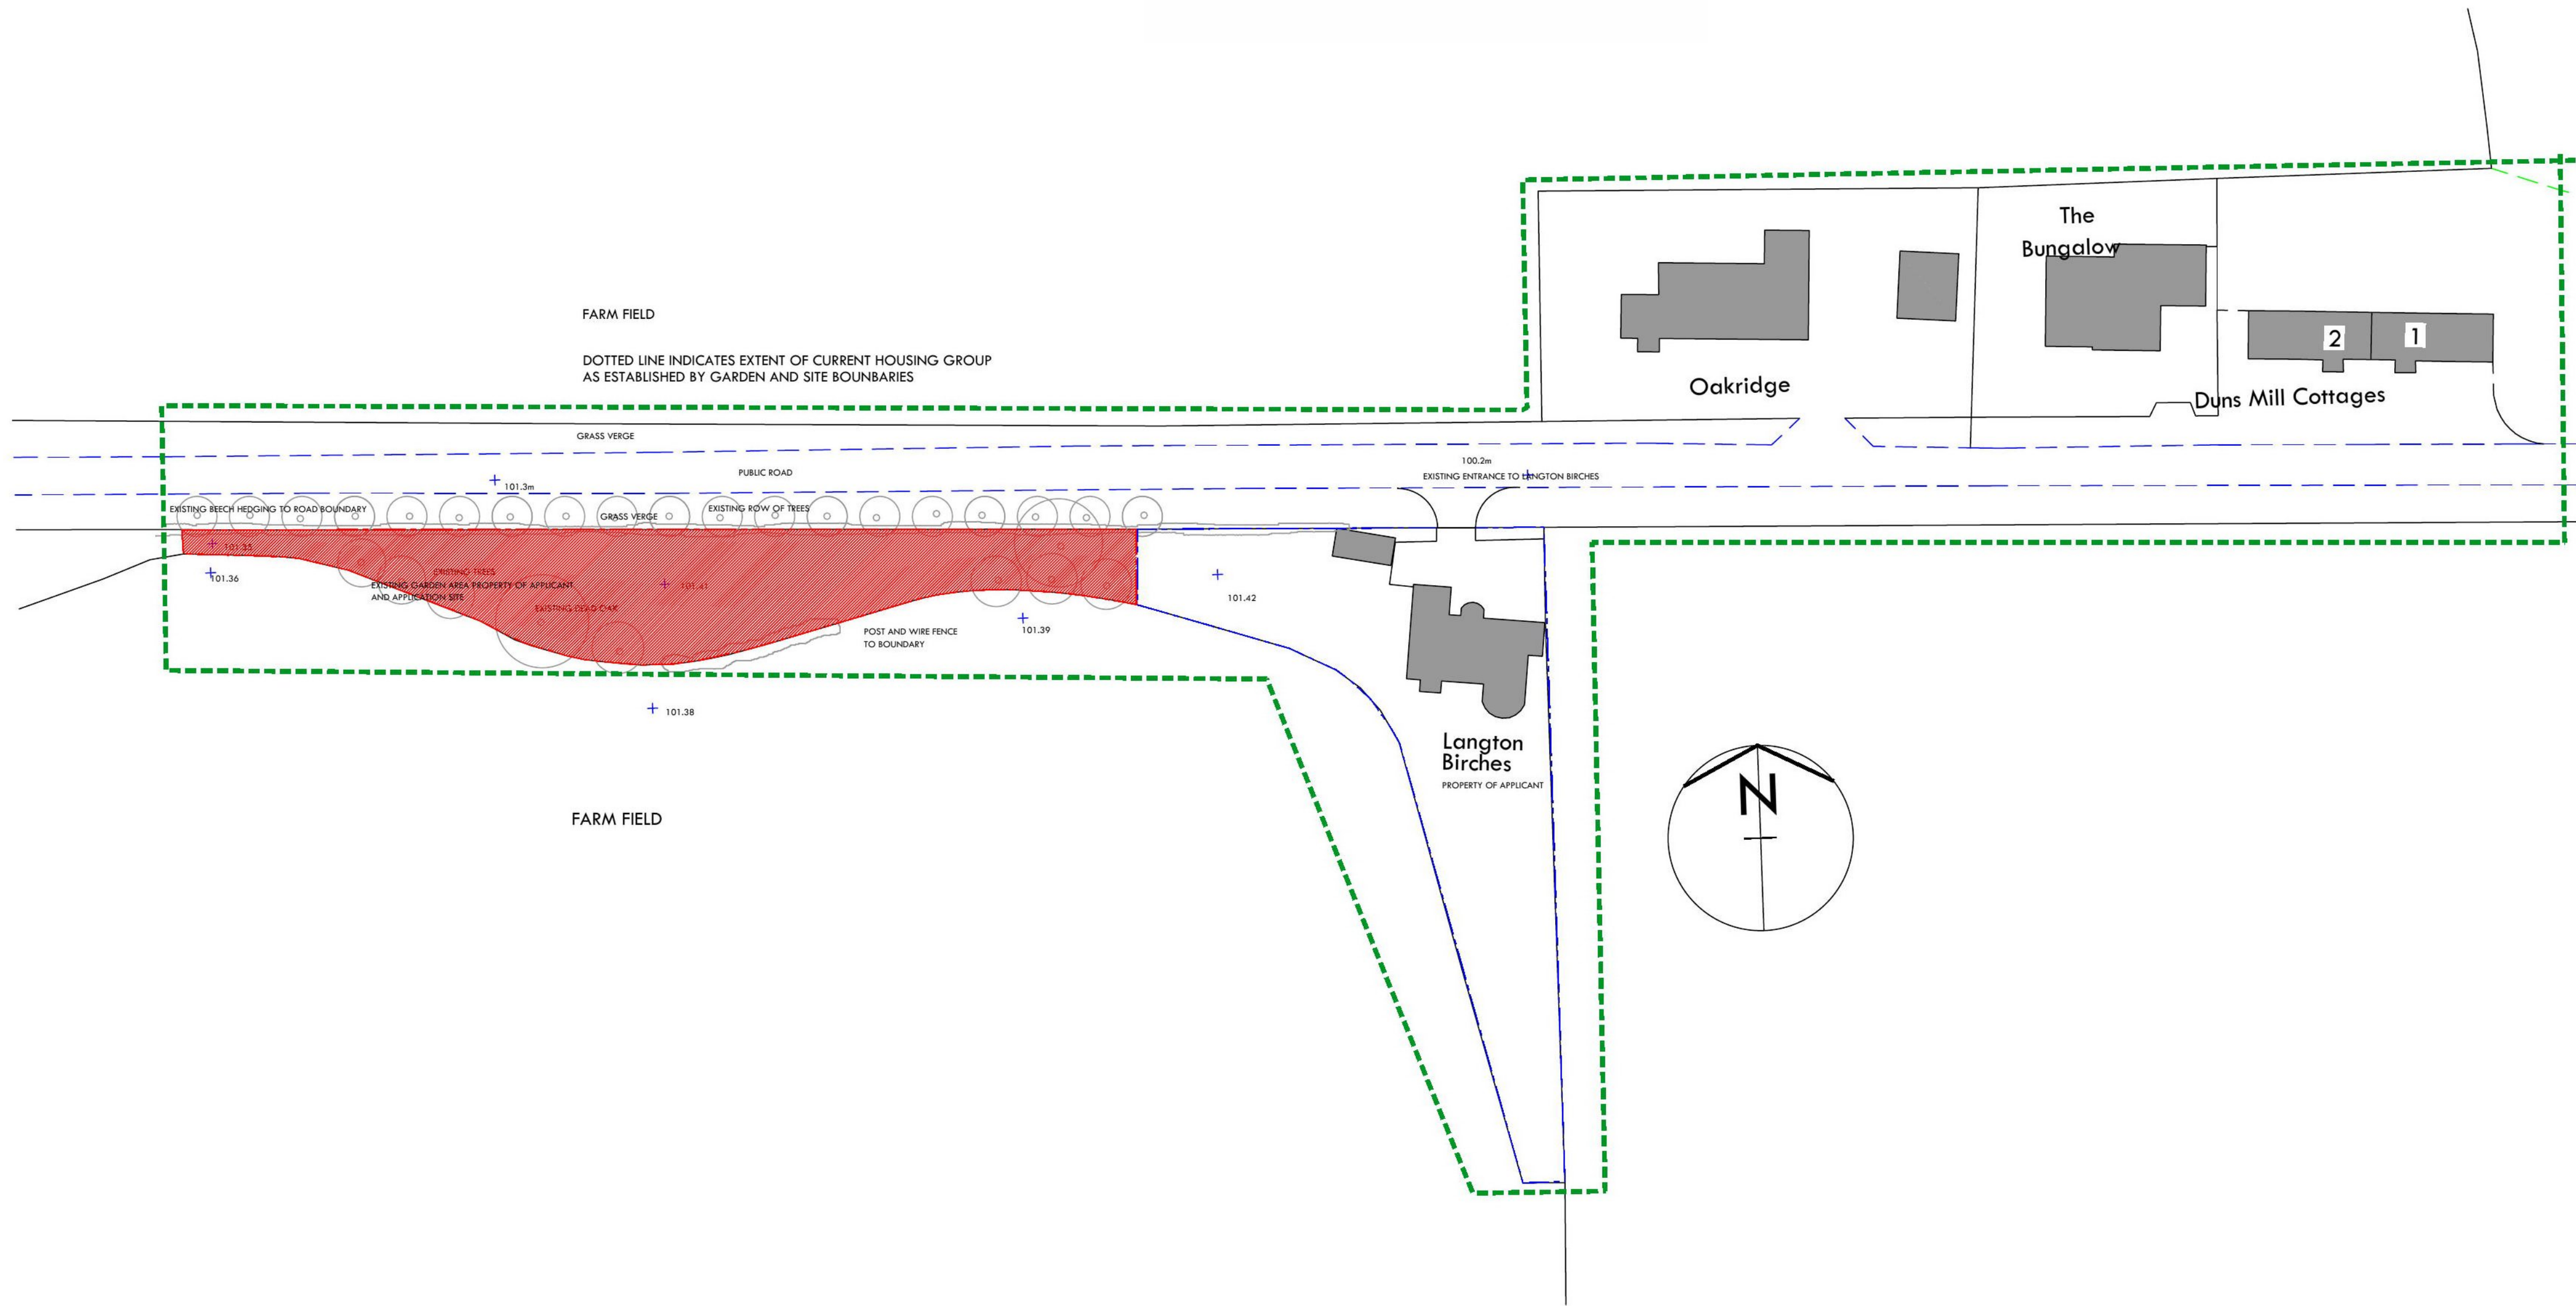 The
Bungalow
FARM FIELD
2
1
DOTTED LINE INDICATES EXTENT OF CURRENT HOUSING GROUP
AS ESTABLISHED BY GARDEN AND SITE BOUNBARIES
Oakridge
Duns Mill Cottages
GRASS VERGE
100.2m
PUBLIC ROAD
EXISTING ENTRANCE TO LANGTON BIRCHES
101.3m
EXISTING BEECH HEDGING TO ROAD BOUNDARY
EXISTING ROW OF TREES
GRASS VERGE
101.35
101.36
EXISTING TREES
EXISTING GARDEN AREA PROPERTY OF APPLICANT
AND APPLICATION SITE
101.41
EXISTING DEAD OAK
101.42
101.39
POST AND WIRE FENCE
TO BOUNDARY
101.38
Langton
Birches
PROPERTY OF APPLICANT
FARM FIELD
N